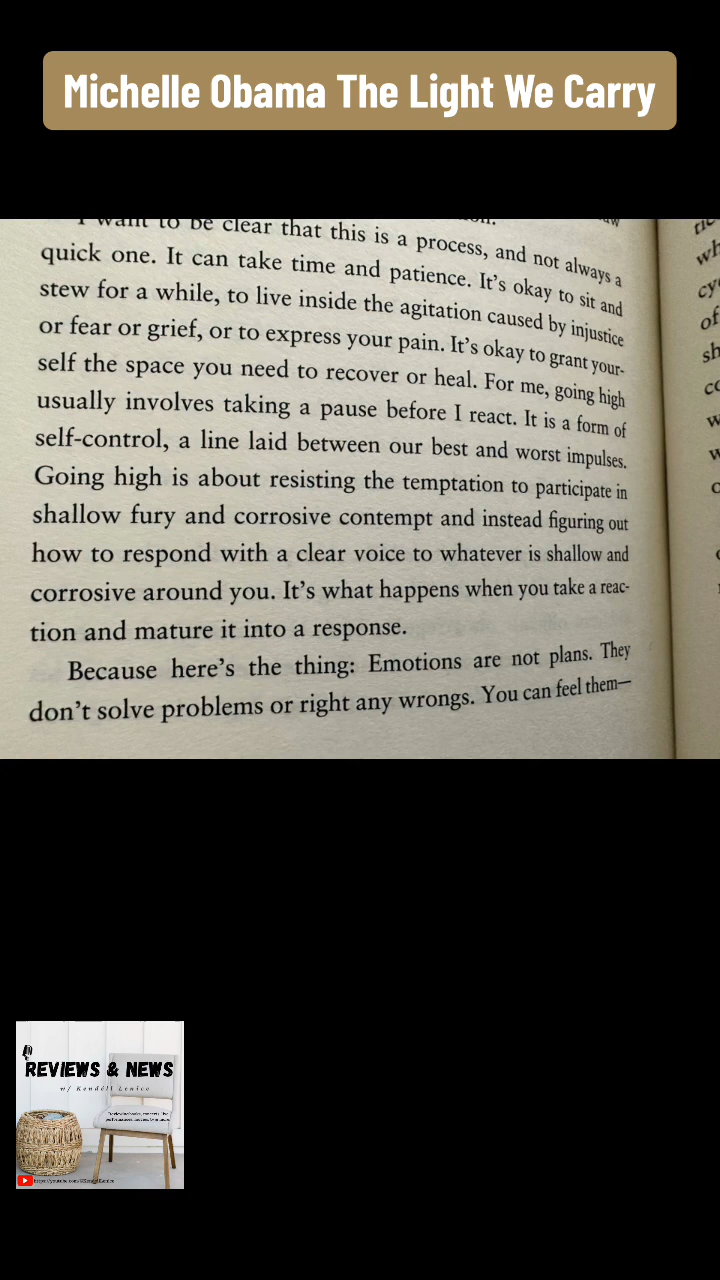 Michelle Obama The Light We Carry
I want to be clear that this is a process, and not always a
quick one. It can take time and patience. It's okay to sit and
stew for a while, to live inside the agitation caused by injustice
or fear or grief, or to express your pain. It's okay to grant your-
self the space you need to recover or heal. For me, going high
usually involves taking a pause before I react. It is a form of
self-control, a line laid between our best and worst impulses.
Going high is about resisting the temptation to participate in
shallow fury and corrosive contempt and instead figuring out
how to respond with a clear voice to whatever is shallow and
corrosive around you. It's what happens when you take a reac-
tion and mature it into a response.
Because here's the thing: Emotions are not plans. They
don't solve problems or right any wrongs. You can feel them—
REVIEWS & NEWS
w/ Kendéll Lenice